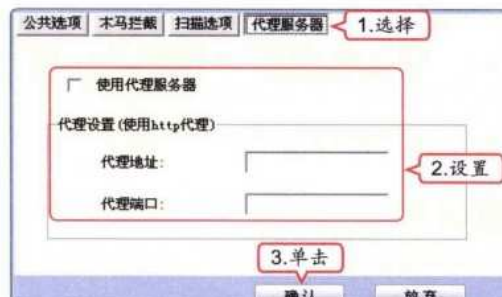 公共选项 木马拦截 扫描选项 代理服务器 1.选择
使用代理服务器
代理设置(使用http代理)
代理地址:
2.设置
代理端口:
3.单击
确认 放弃